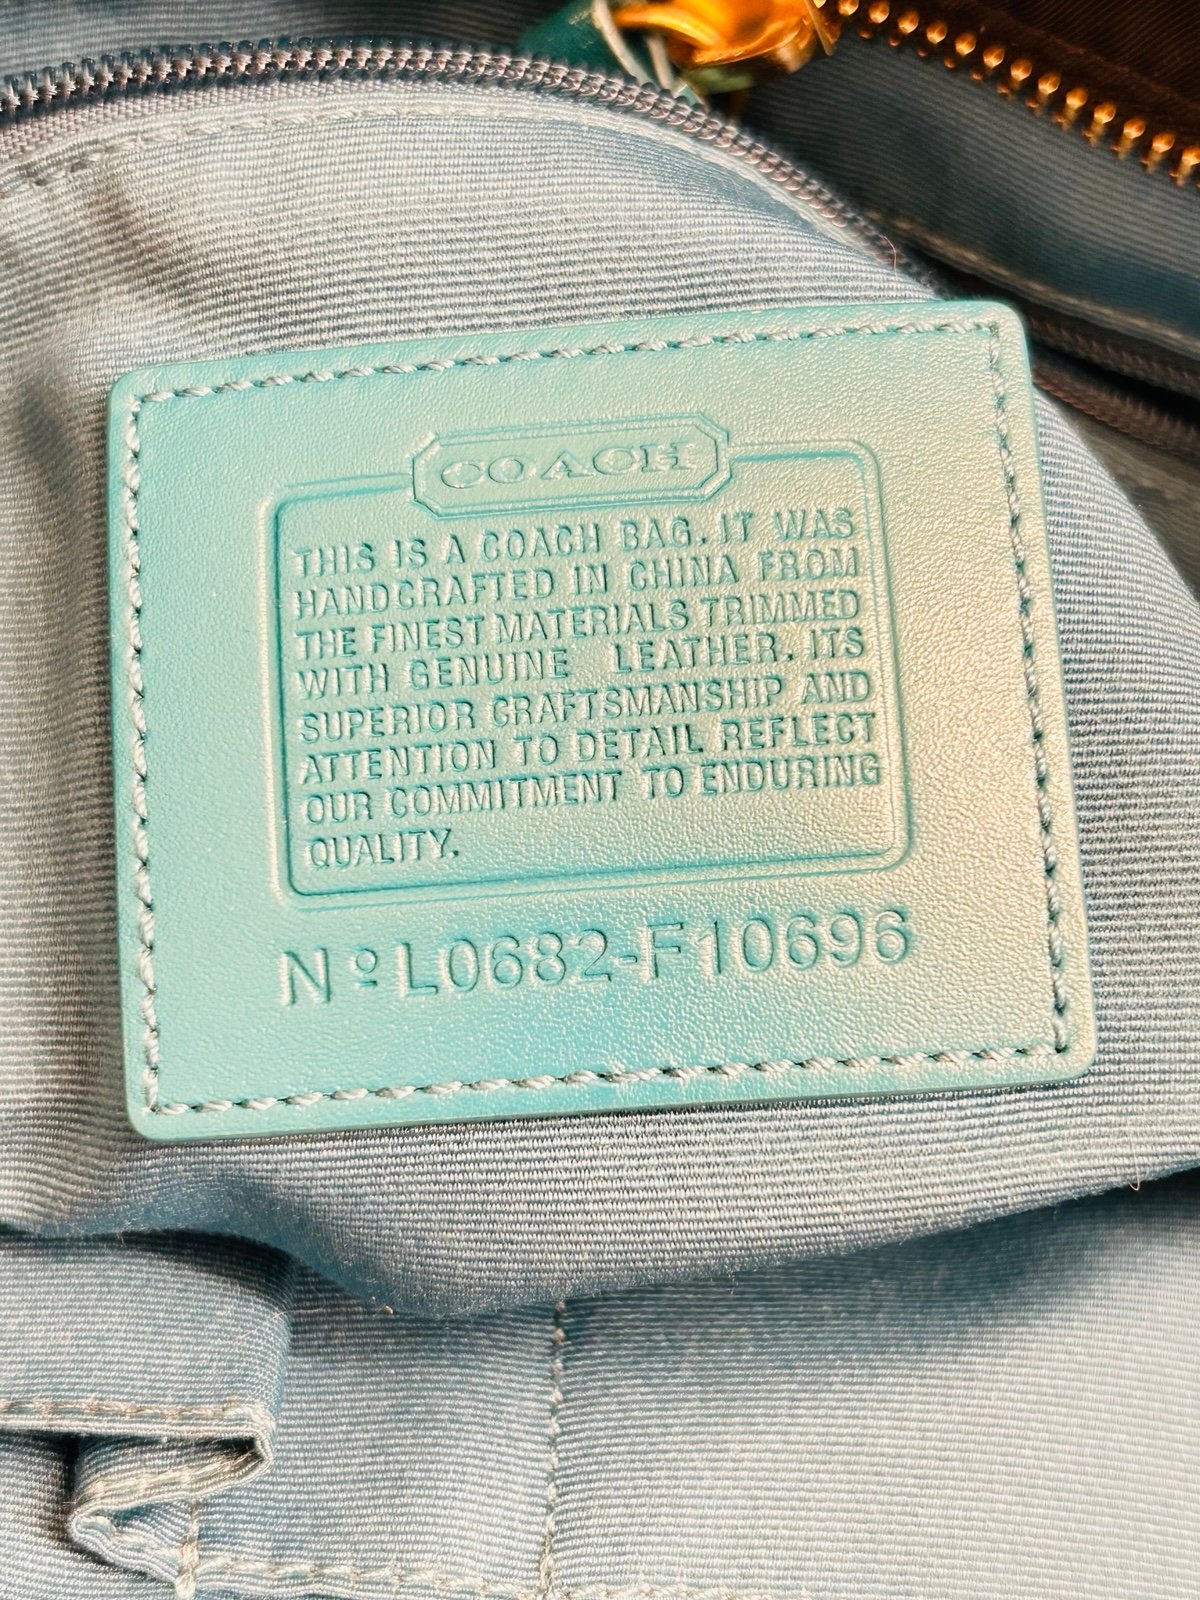 COACH
THIS IS A COACH BAG. IT WAS
HANDCRAFTED IN CHINA FROM
THE FINEST MATERIALS TRIMMED
WITH GENUINE LEATHER. ITS
SUPERIOR CRAFTSMANSHIP AND
ATTENTION TO DETAIL REFLECT
OUR COMMITMENT TO ENDURING
QUALITY.
Nº L0682-F10696